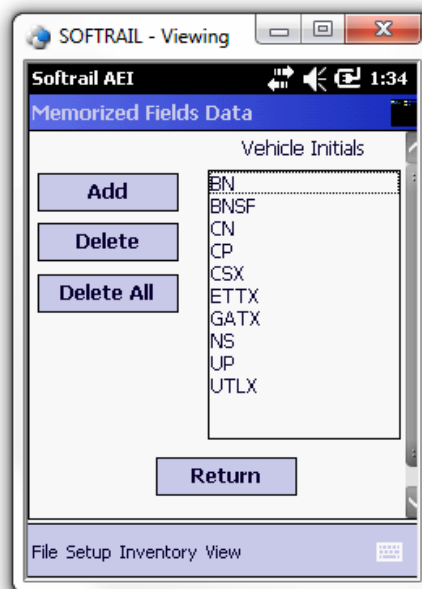 SOFTRAIL - Viewing
Softrail AEI 1:34
Memorized Fields Data
Vehicle Initials
Add
Delete
Delete All
BN
BNSF
CN
CP
CSX
ETTX
GATX
NS
UP
UTLX
Return
File Setup Inventory View